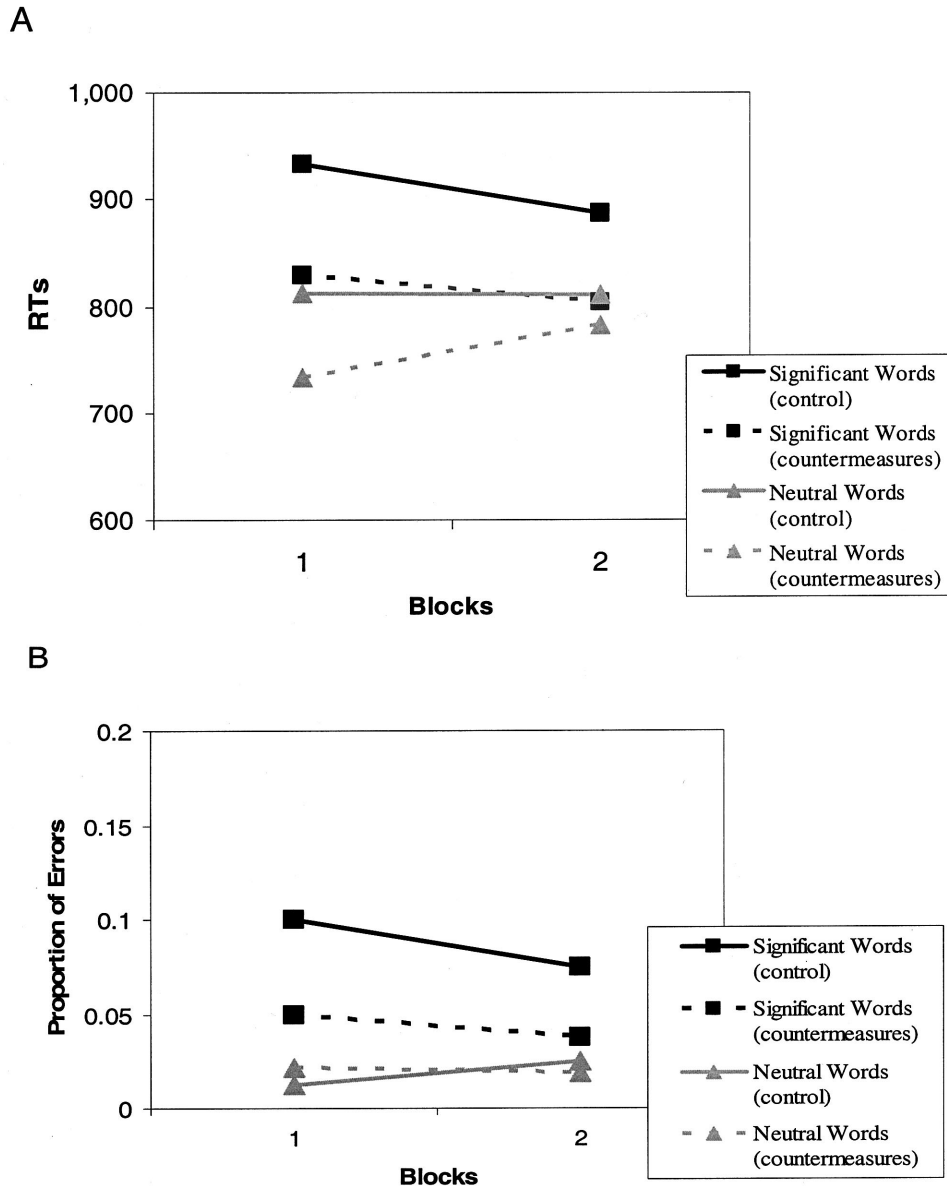 A
1,000
900
800
700
600
RTs
1
2
Blocks
Significant Words
(control)
Significant Words
(countermeasures)
Neutral Words
(control)
Neutral Words
(countermeasures)
B
0.2
0.15
0.1
0.05
0
Proportion of Errors
1
2
Blocks
Significant Words
(control)
Significant Words
(countermeasures)
Neutral Words
(control)
Neutral Words
(countermeasures)